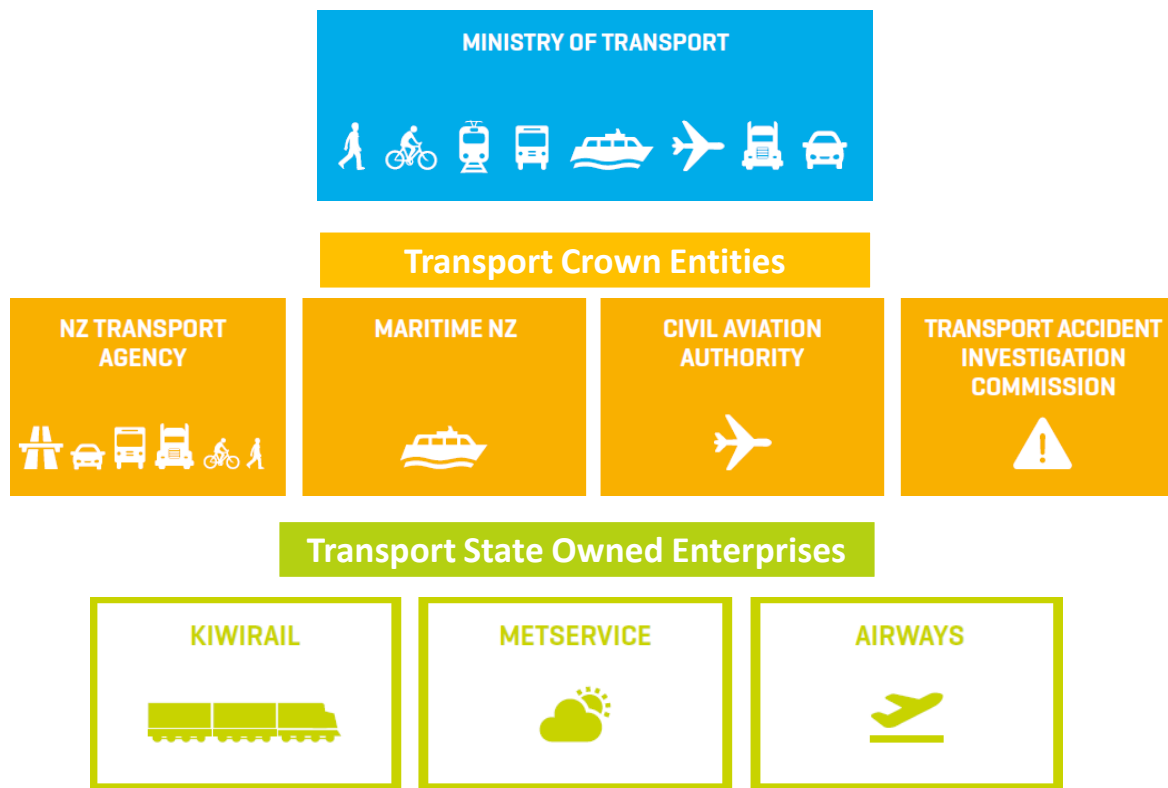 MINISTRY OF TRANSPORT
Transport Crown Entities
NZ TRANSPORT
AGENCY
MARITIME NZ
CIVIL AVIATION
AUTHORITY
TRANSPORT ACCIDENT
INVESTIGATION
COMMISSION
Transport State Owned Enterprises
KIWIRAIL
METSERVICE
AIRWAYS